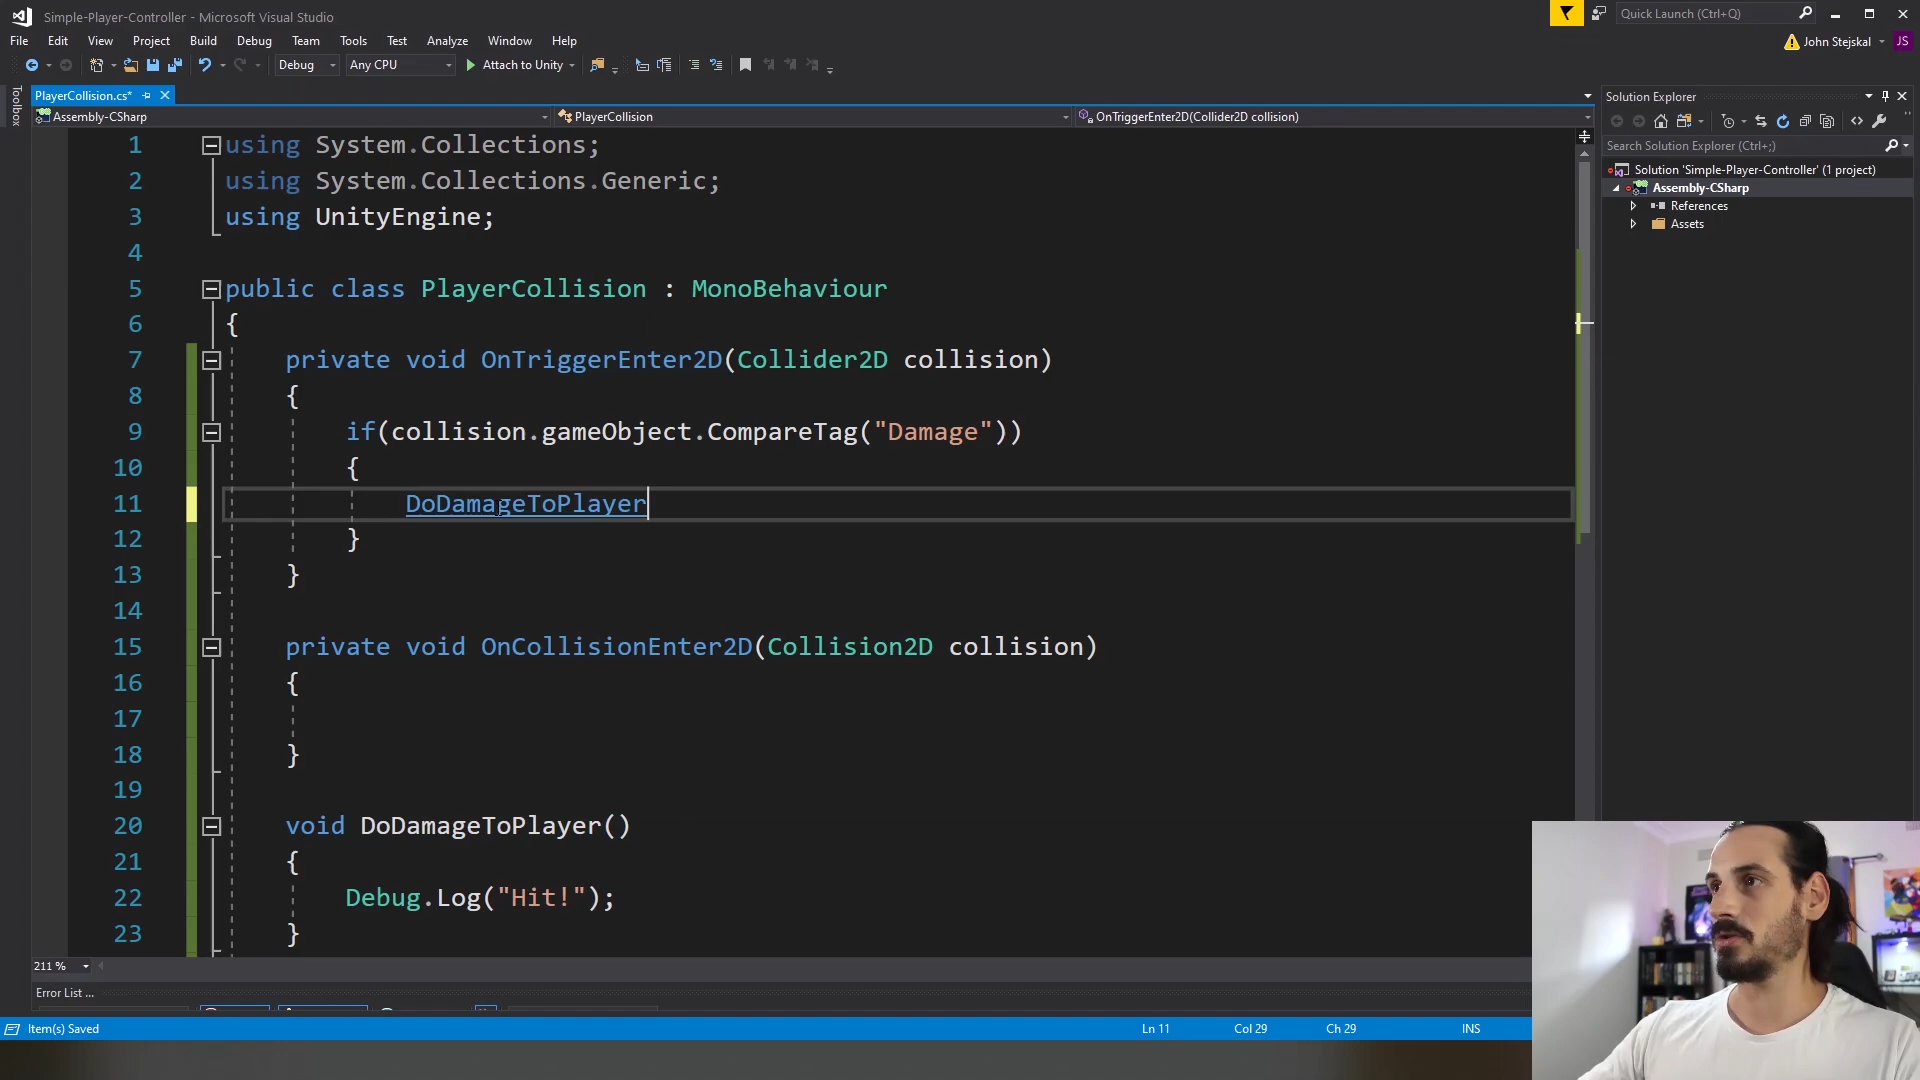 Simple-Player-Controller - Microsoft Visual Studio
Quick Launch (Ctrl+Q)
File Edit View Project Build Debug Team Tools Test Analyze Window Help
John Stejskal JS
Debug Any CPU Attach to Unity
Toolbox
PlayerCollision.cs*
Solution Explorer
Assembly-CSharp PlayerCollision OnTriggerEnter2D(Collider2D collision)
Search Solution Explorer (Ctrl+;)
Solution 'Simple-Player-Controller' (1 project)
Assembly-CSharp
References
Assets
1 using System.Collections;
2 using System.Collections.Generic;
3 using UnityEngine;
4
5 public class PlayerCollision : MonoBehaviour
6 {
7 private void OnTriggerEnter2D(Collider2D collision)
8 {
9 if(collision.gameObject.CompareTag("Damage"))
10 {
11 DoDamageToPlayer
12 }
13 }
14
15 private void OnCollisionEnter2D(Collision2D collision)
16 {
17
18 }
19
20 void DoDamageToPlayer()
21 {
22 Debug.Log("Hit!");
23 }
211 %
Error List ...
Item(s) Saved Ln 11 Col 29 Ch 29 INS